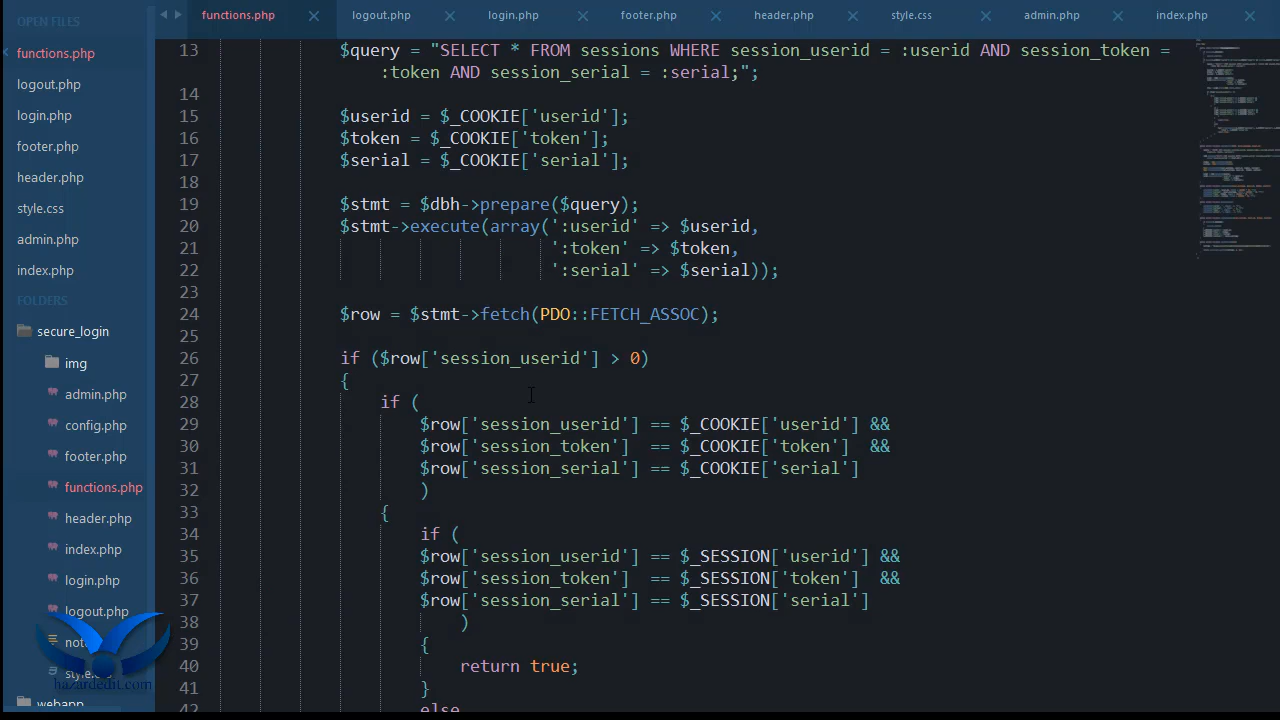 OPEN FILES
functions.php
logout.php
login.php
footer.php
header.php
style.css
admin.php
index.php
FOLDERS
secure_login
img
admin.php
config.php
footer.php
functions.php
header.php
index.php
login.php
logout.php
webapp
hazardedit.com
functions.php logout.php login.php footer.php header.php style.css admin.php index.php
13 $query = "SELECT * FROM sessions WHERE session_userid = :userid AND session_token =
:token AND session_serial = :serial;";
14
15 $userid = $_COOKIE['userid'];
16 $token = $_COOKIE['token'];
17 $serial = $_COOKIE['serial'];
18
19 $stmt = $dbh->prepare($query);
20 $stmt->execute(array(':userid' => $userid,
21 ':token' => $token,
22 ':serial' => $serial));
23
24 $row = $stmt->fetch(PDO::FETCH_ASSOC);
25
26 if ($row['session_userid'] > 0)
27 {
28 if (
29 $row['session_userid'] == $_COOKIE['userid'] &&
30 $row['session_token'] == $_COOKIE['token'] &&
31 $row['session_serial'] == $_COOKIE['serial']
32 )
33 {
34 if (
35 $row['session_userid'] == $_SESSION['userid'] &&
36 $row['session_token'] == $_SESSION['token'] &&
37 $row['session_serial'] == $_SESSION['serial']
38 )
39 {
40 return true;
41 }
42 else